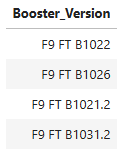 Booster_Version
F9 FT B1022
F9 FT B1026
F9 FT B1021.2
F9 FT B1031.2